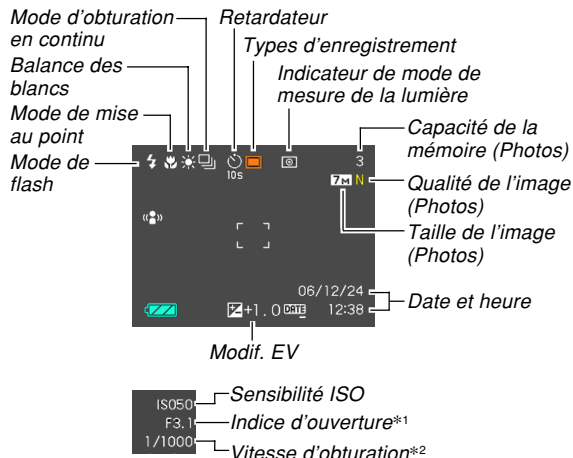 Mode d'obturation
en continu
Balance des
blancs
Mode de mise
au point
Mode de
flash
Retardateur
Types d'enregistrement
Indicateur de mode de
mesure de la lumière
Capacité de la
mémoire (Photos)
Qualité de l'image
(Photos)
Taille de l'image
(Photos)
Date et heure
10s
3
7M N
06/12/24
+1.0 DATE 12:38
Modif. EV
ISO50
F3.1
1/1000
Sensibilité ISO
Indice d'ouverture*1
Vitesse d'obturation*2